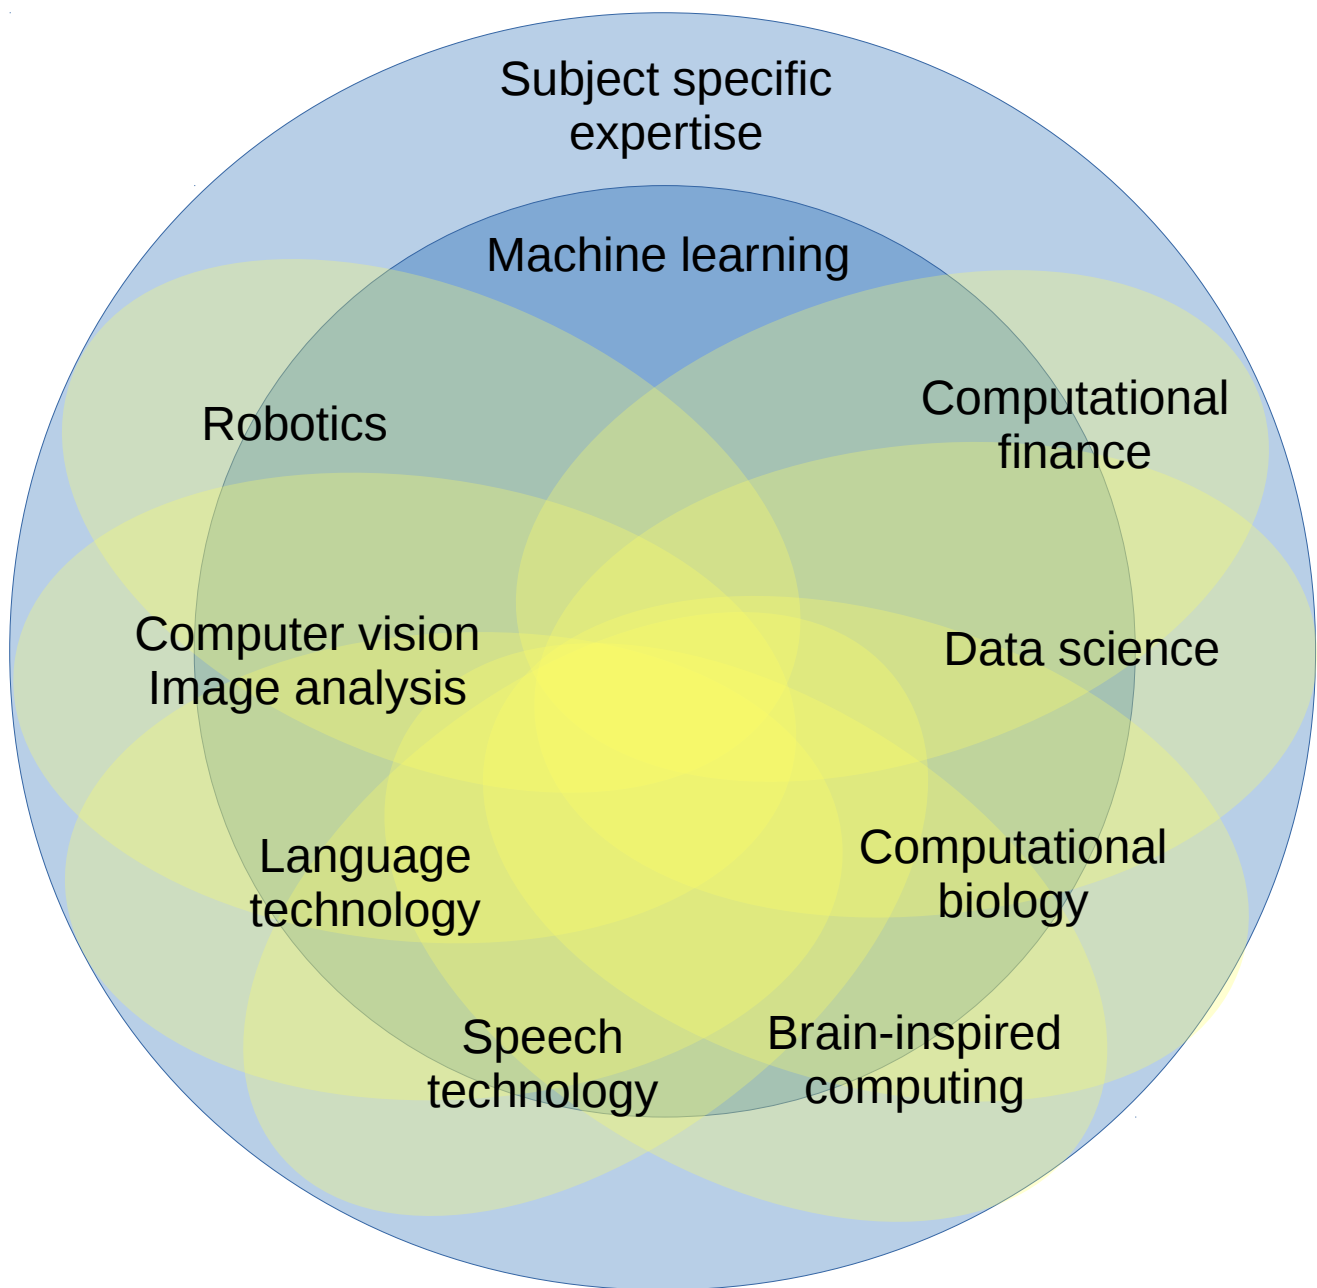 Subject specific
expertise
Machine learning
Robotics
Computational
finance
Computer vision
Image analysis
Data science
Language
technology
Computational
biology
Speech
technology
Brain-inspired
computing